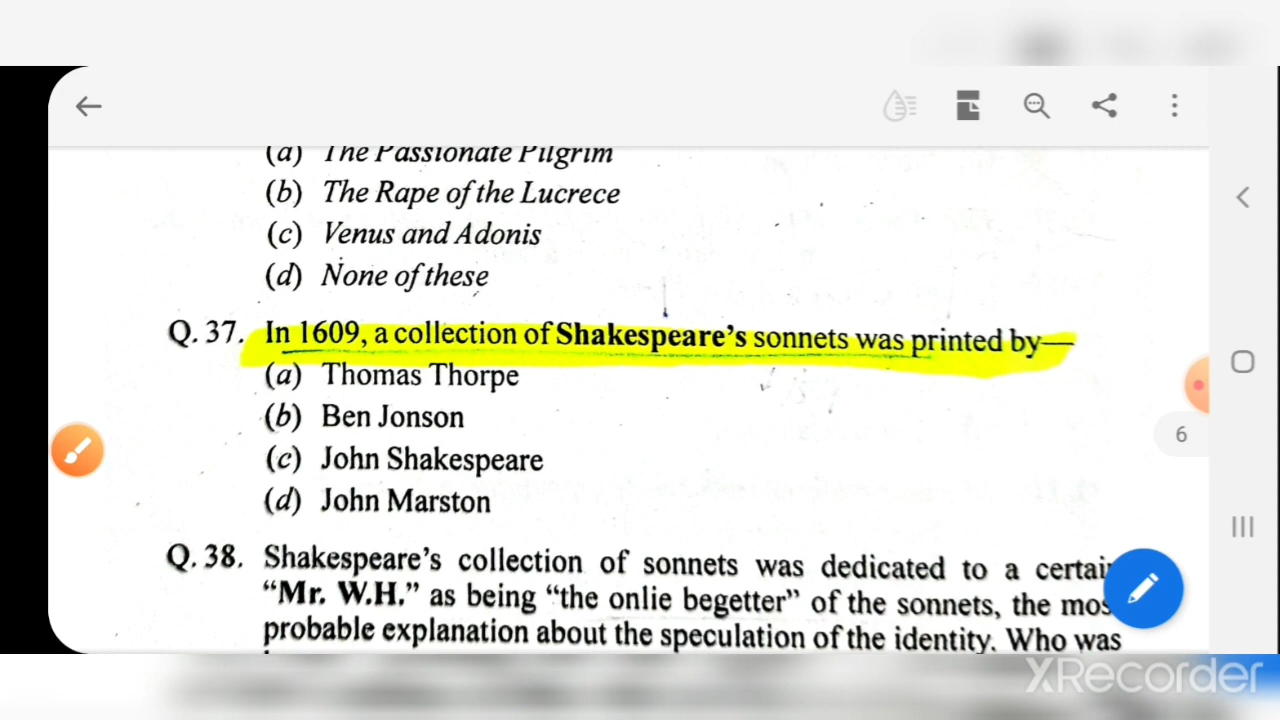 (a) The Passionate Pilgrim
(b) The Rape of the Lucrece
(c) Venus and Adonis
(d) None of these
Q. 37. In 1609, a collection of Shakespeare's sonnets was printed by—
(a) Thomas Thorpe
(b) Ben Jonson
(c) John Shakespeare
(d) John Marston
6
Q. 38. Shakespeare's collection of sonnets was dedicated to a certain
“Mr. W.H.” as being “the onlie begetter” of the sonnets, the most
probable explanation about the speculation of the identity. Who was
XRecorder